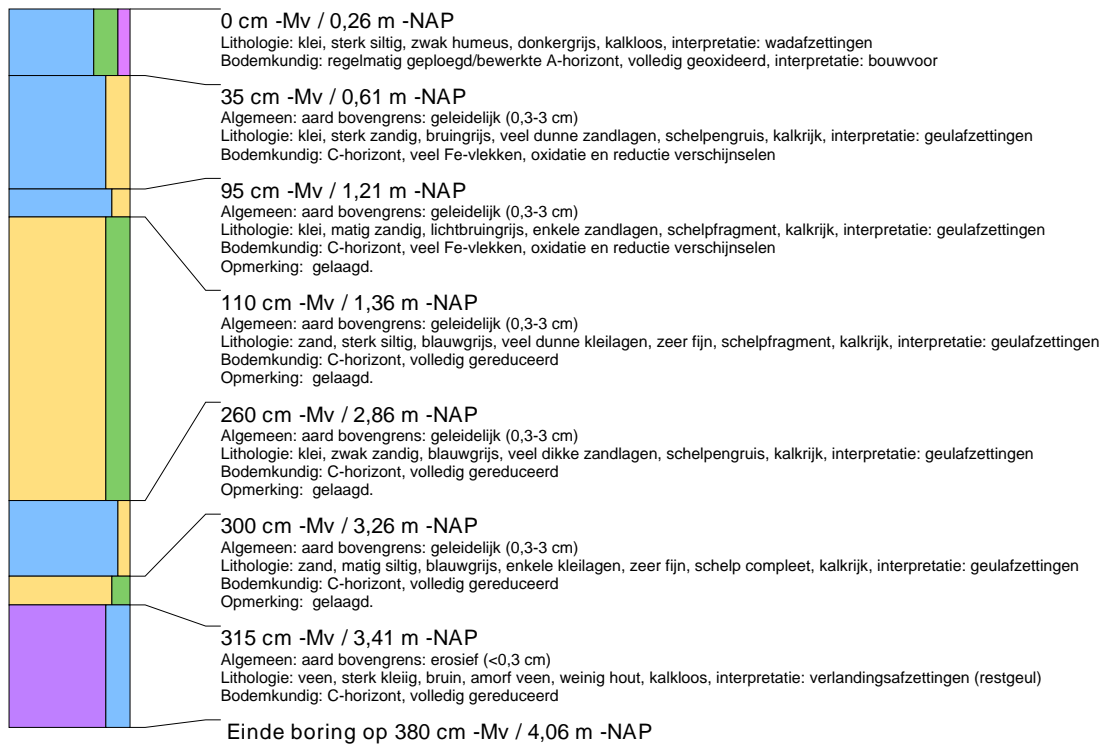 0 cm -Mv / 0,26 m -NAP
Lithologie: klei, sterk siltig, zwak humeus, donkergrijs, kalkloos, interpretatie: wadafzettingen
Bodemkundig: regelmatig geploegd/bewerkte A-horizont, volledig geoxideerd, interpretatie: bouwvoor
35 cm -Mv / 0,61 m -NAP
Algemeen: aard bovengrens: geleidelijk (0,3-3 cm)
Lithologie: klei, sterk zandig, bruingrijs, veel dunne zandlagen, schelpengruis, kalkrijk, interpretatie: geulafzettingen
Bodemkundig: C-horizont, veel Fe-vlekken, oxidatie en reductie verschijnselen
95 cm -Mv / 1,21 m -NAP
Algemeen: aard bovengrens: geleidelijk (0,3-3 cm)
Lithologie: klei, matig zandig, lichtbruingrijs, enkele zandlagen, schelpfragment, kalkrijk, interpretatie: geulafzettingen
Bodemkundig: C-horizont, veel Fe-vlekken, oxidatie en reductie verschijnselen
Opmerking:  gelaagd.
110 cm -Mv / 1,36 m -NAP
Algemeen: aard bovengrens: geleidelijk (0,3-3 cm)
Lithologie: zand, sterk siltig, blauwgrijs, veel dunne kleilagen, zeer fijn, schelpfragment, kalkrijk, interpretatie: geulafzettingen
Bodemkundig: C-horizont, volledig gereduceerd
Opmerking:  gelaagd.
260 cm -Mv / 2,86 m -NAP
Algemeen: aard bovengrens: geleidelijk (0,3-3 cm)
Lithologie: klei, zwak zandig, blauwgrijs, veel dikke zandlagen, schelpengruis, kalkrijk, interpretatie: geulafzettingen
Bodemkundig: C-horizont, volledig gereduceerd
Opmerking:  gelaagd.
300 cm -Mv / 3,26 m -NAP
Algemeen: aard bovengrens: geleidelijk (0,3-3 cm)
Lithologie: zand, matig siltig, blauwgrijs, enkele kleilagen, zeer fijn, schelp compleet, kalkrijk, interpretatie: geulafzettingen
Bodemkundig: C-horizont, volledig gereduceerd
Opmerking:  gelaagd.
315 cm -Mv / 3,41 m -NAP
Algemeen: aard bovengrens: erosief (<0,3 cm)
Lithologie: veen, sterk kleiig, bruin, amorf veen, weinig hout, kalkloos, interpretatie: verlandingsafzettingen (restgeul)
Bodemkundig: C-horizont, volledig gereduceerd
Einde boring op 380 cm -Mv / 4,06 m -NAP